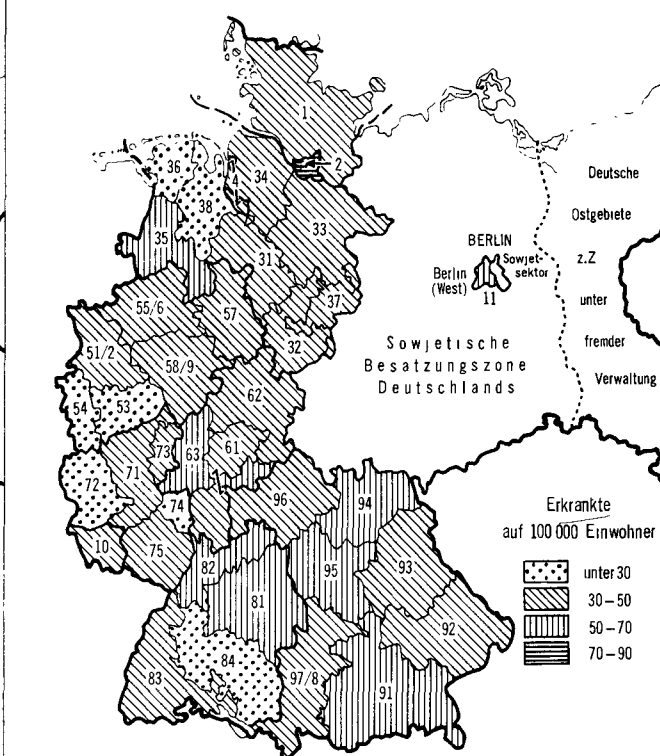 1
2
36
4
34
38
Deutsche
35
33
Ostgebiete
BERLIN
31
Sowjet-
sektor
z.Z
Berlin
(West)
11
37
unter
55/6
57
32
fremder
51/2
58/9
Sowjetische
Besatzungszone
Deutschlands
Verwaltung
62
54
53
73
63
61
71
72
74
96
94
10
75
82
95
93
81
92
84
83
97/8
91
Erkrankte
auf 100 000 Einwohner
unter 30
30–50
50–70
70–90